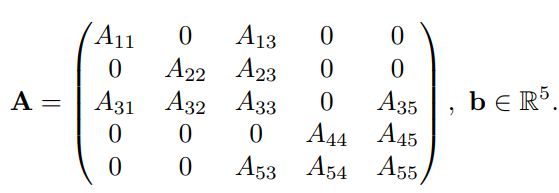 A₁₁ 0 A₁₃ 0 0
0 A₂₂ A₂₃ 0 0
A = ( A₃₁ A₃₂ A₃₃ 0 A₃₅ ) , b ∈ ℝ⁵.
0 0 0 A₄₄ A₄₅
0 0 A₅₃ A₅₄ A₅₅